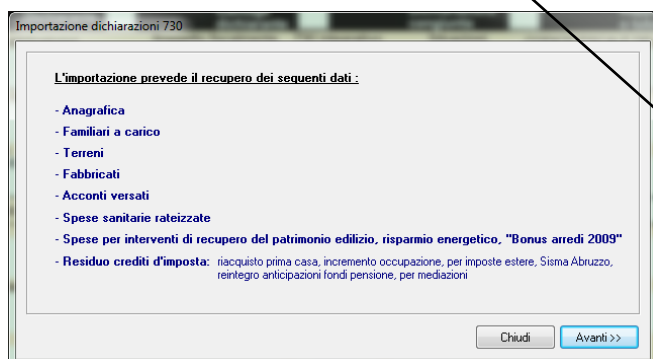 Importazione dichiarazioni 730
L'importazione prevede il recupero dei sequenti dati :
- Anagrafica
- Familiari a carico
- Terreni
- Fabbricati
- Acconti versati
- Spese sanitarie rateizzate
- Spese per interventi di recupero del patrimonio edilizio, risparmio energetico, "Bonus arredi 2009"
- Residuo crediti d'imposta: riacquisto prima casa, incremento occupazione, per imposte estere, Sisma Abruzzo,
reintegro anticipazioni fondi pensione, per mediazioni
Chiudi Avanti >>